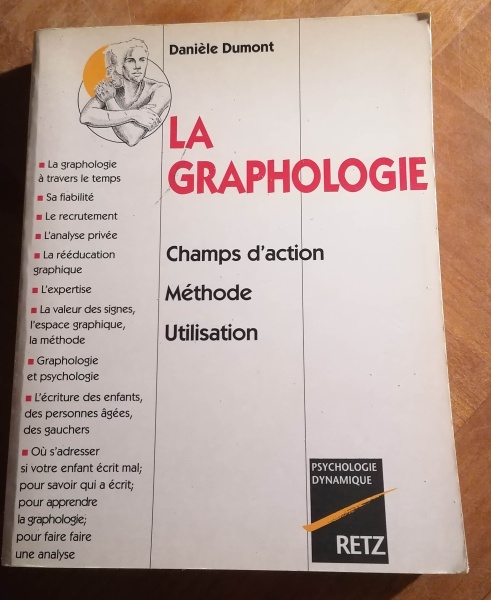 Danièle Dumont
LA
GRAPHOLOGIE
Champs d'action
Méthode
Utilisation
▪ La graphologie
à travers le temps
▪ Sa fiabilité
▪ Le recrutement
▪ L'analyse privée
▪ La rééducation
graphique
▪ L'expertise
▪ La valeur des signes,
l'espace graphique,
la méthode
▪ Graphologie
et psychologie
▪ L'écriture des enfants,
des personnes âgées,
des gauchers
▪ Où s'adresser
si votre enfant écrit mal;
pour savoir qui a écrit;
pour apprendre
la graphologie;
pour faire faire
une analyse
PSYCHOLOGIE
DYNAMIQUE
RETZ